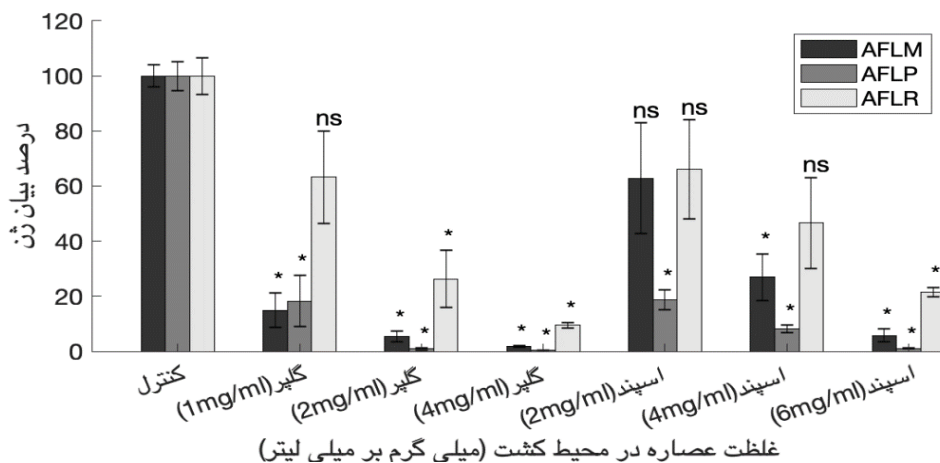 120
100
80
60
40
20
0
درصد بیان ژن
AFLM
AFLP
AFLR
ns
*
*
*
*
*
*
*
*
ns
ns
*
*
*
ns
*
*
*
کنترل
گلپر(1mg/ml)
گلپر(2mg/ml)
گلپر(4mg/ml)
اسپند(2mg/ml)
اسپند(4mg/ml)
اسپند(6mg/ml)
غلظت عصاره در محیط کشت (میلی گرم بر میلی لیتر)